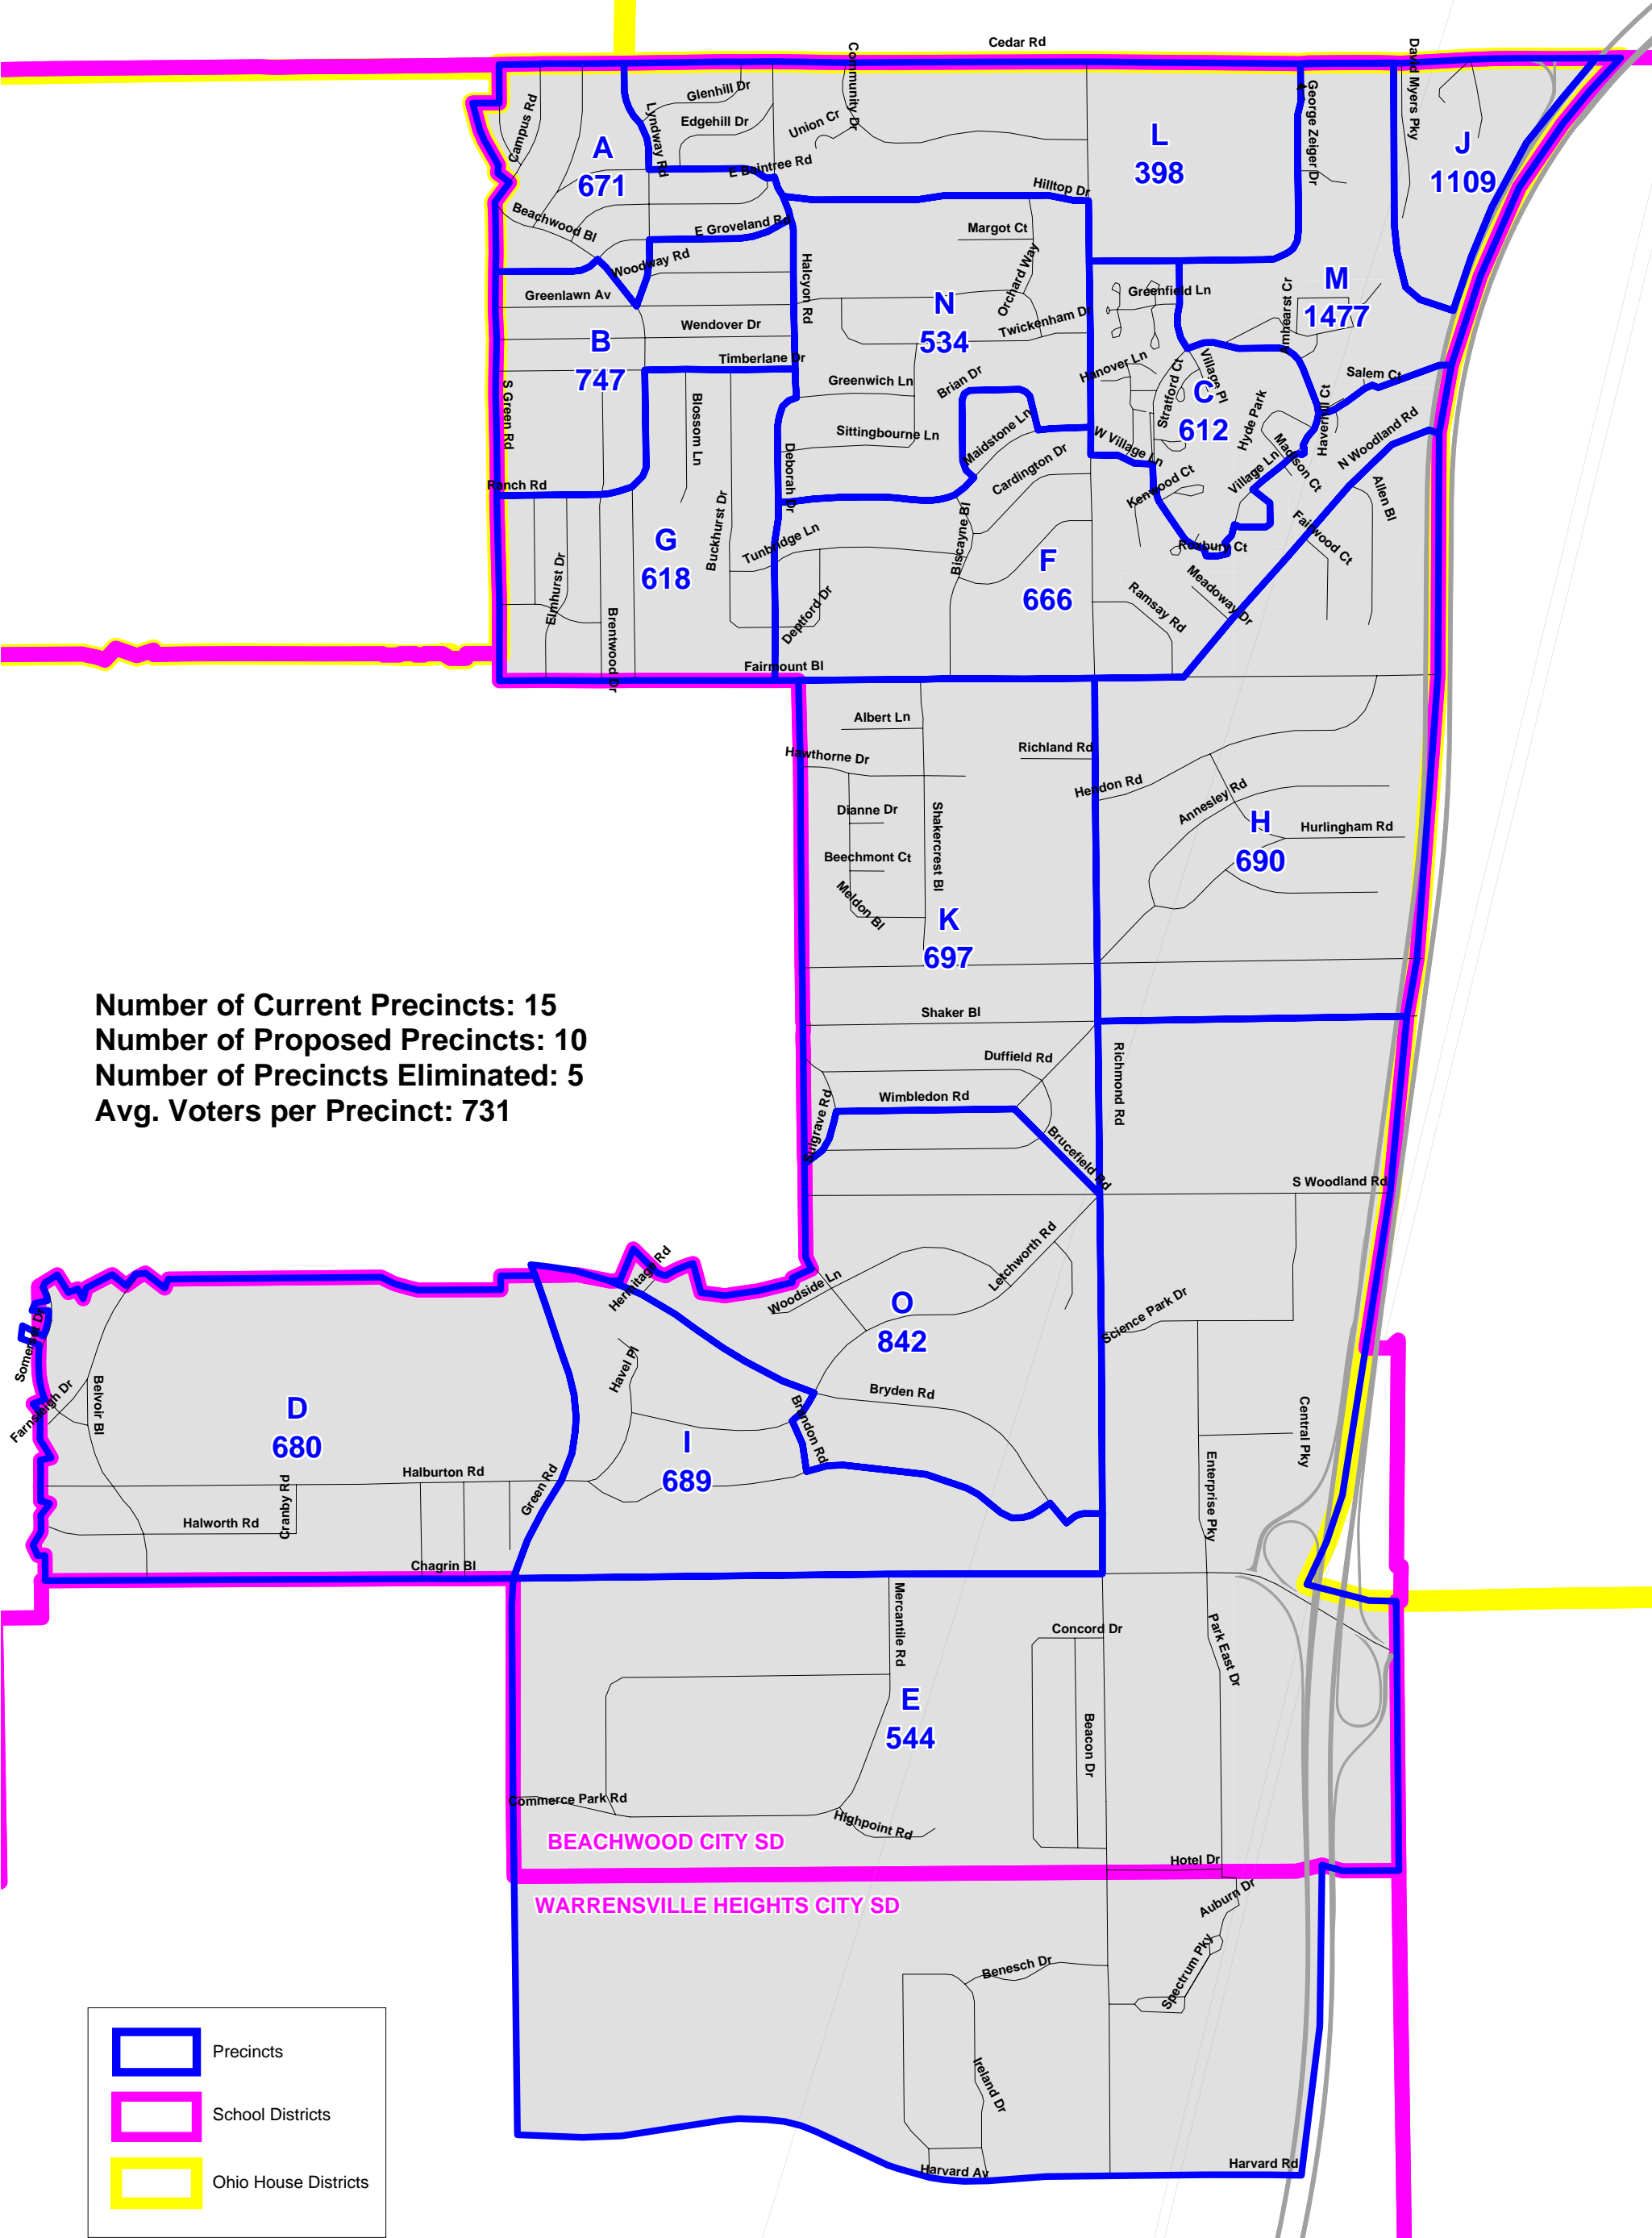 Cedar Rd
Community Dr
David Myers Pky
Glenhill Dr
Campus Rd
Lyndway Rd
Edgehill Dr
Union Cr
George Zeiger Dr
A
671
L
398
J
1109
E Baintree Rd
Hilltop Dr
Beachwood Bl
E Groveland Rd
Margot Ct
Woodway Rd
Halcyon Rd
Orchard Way
Greenlawn Av
Greenfield Ln
Amhearst Cr
M
1477
N
534
Wendover Dr
Twickenham Dr
B
747
Timberlane Dr
Hanover Ln
Stratford Ct
Village Pl
Salem Ct
S Green Rd
Greenwich Ln
Brian Dr
C
612
Blossom Ln
Hyde Park
Haverhill Ct
N Woodland Rd
Sittingbourne Ln
Maidstone Ln
W Village Ln
Madison Ct
Deborah Dr
Cardington Dr
Kenwood Ct
Village Ln
Ranch Rd
Allen Bl
Buckhurst Dr
Biscayne Bl
Fairwood Ct
G
618
Tunbridge Ln
Roxbury Ct
F
666
Elmhurst Dr
Meadoway Dr
Deptford Dr
Ramsay Rd
Brentwood Dr
Fairmount Bl
Albert Ln
Hawthorne Dr
Richland Rd
Hendon Rd
Annesley Rd
Dianne Dr
Shakercrest Bl
H
690
Hurlingham Rd
Beechmont Ct
Meldon Bl
K
697
Number of Current Precincts: 15
Number of Proposed Precincts: 10
Number of Precincts Eliminated: 5
Avg. Voters per Precinct: 731
Shaker Bl
Duffield Rd
Richmond Rd
Wimbledon Rd
Sulgrave Rd
Brucefield Rd
S Woodland Rd
Hermitage Rd
Woodside Ln
Letchworth Rd
O
842
Science Park Dr
Somerset Dr
Havel Pl
Farnsleigh Dr
Belvoir Bl
D
680
Bryden Rd
Brandon Rd
Central Pky
I
689
Halburton Rd
Green Rd
Cranby Rd
Enterprise Pky
Halworth Rd
Chagrin Bl
Mercantile Rd
Concord Dr
Park East Dr
E
544
Beacon Dr
Commerce Park Rd
Highpoint Rd
BEACHWOOD CITY SD
Hotel Dr
WARRENSVILLE HEIGHTS CITY SD
Auburn Dr
Benesch Dr
Spectrum Pky
Ireland Dr
Harvard Av
Harvard Rd
Precincts
School Districts
Ohio House Districts